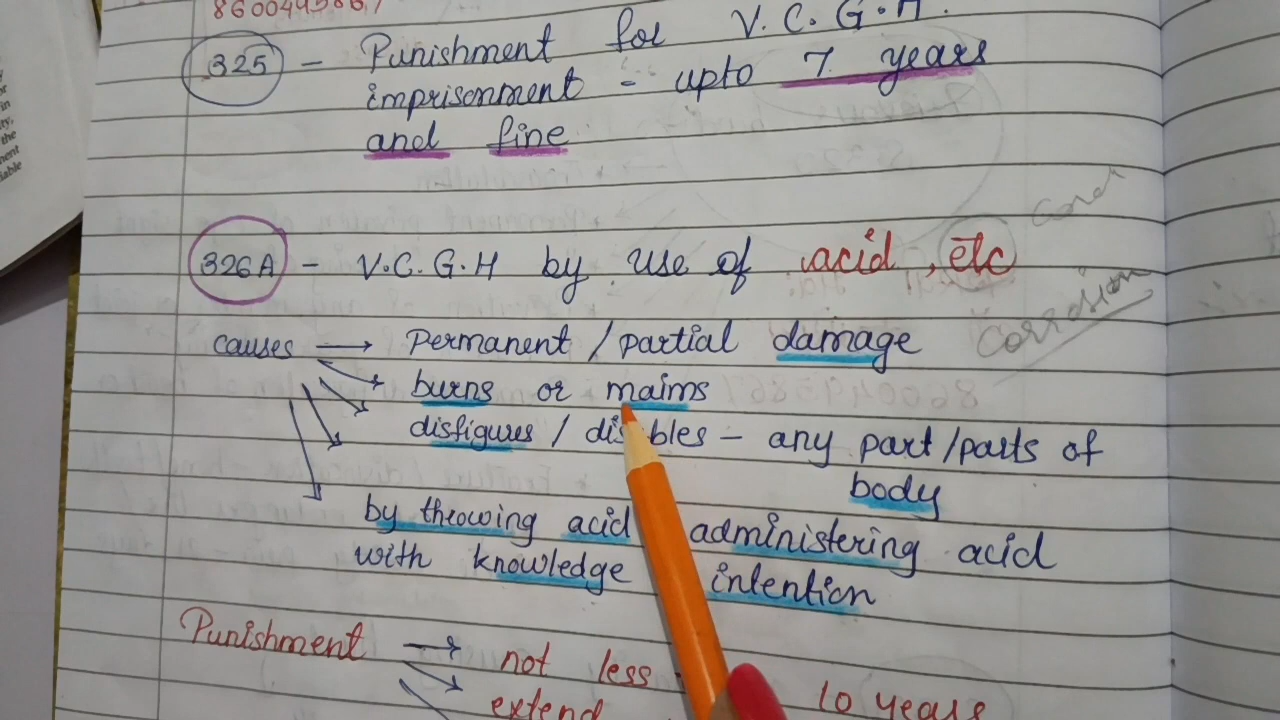 325 - Punishment for V.C.G.H.
imprisonment - upto 7 years
and fine
326A - V.C.G.H by use of acid, etc
Corrosion
causes → Permanent / partial damage
burns or maims
disfigures / dis bles - any part/parts of
body
by throwing acid administering acid
with knowledge intention
Punishment → not less 10 years
extend